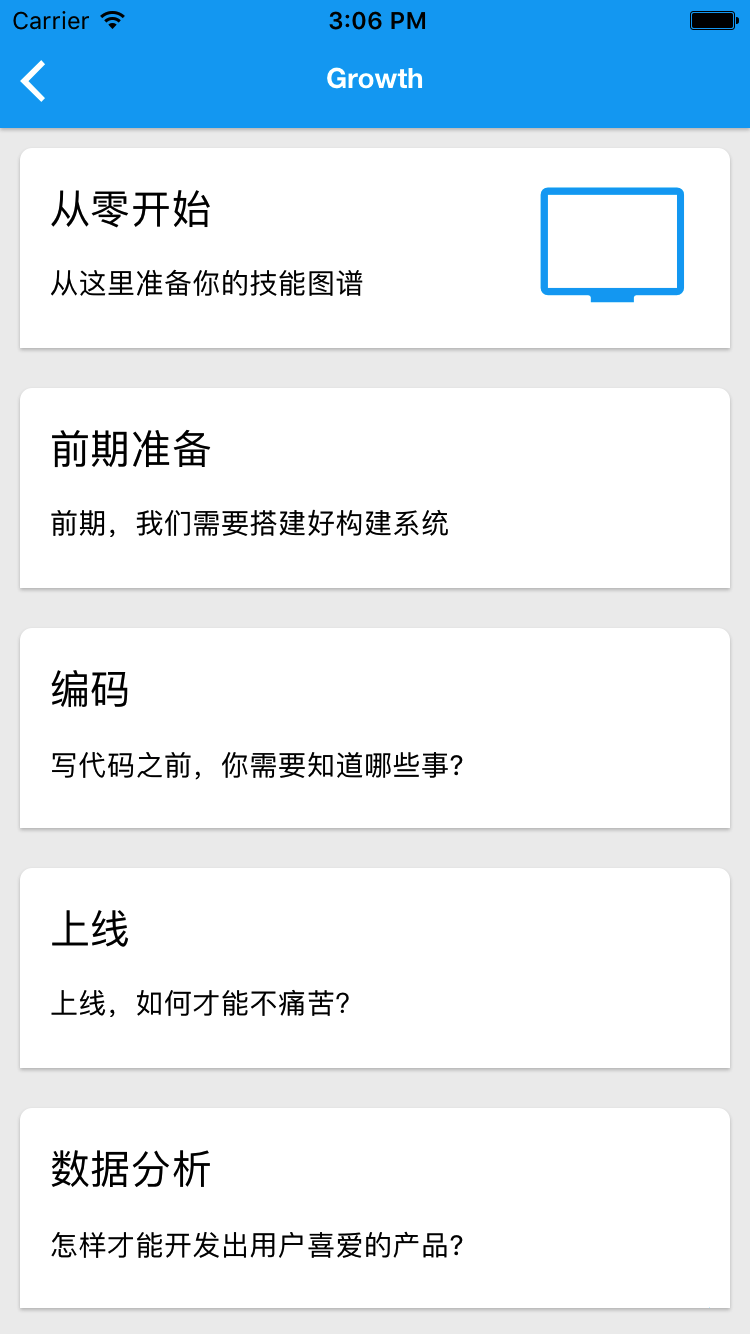 Carrier 3:06 PM
Growth
从零开始
从这里准备你的技能图谱
前期准备
前期，我们需要搭建好构建系统
编码
写代码之前，你需要知道哪些事?
上线
上线，如何才能不痛苦?
数据分析
怎样才能开发出用户喜爱的产品?